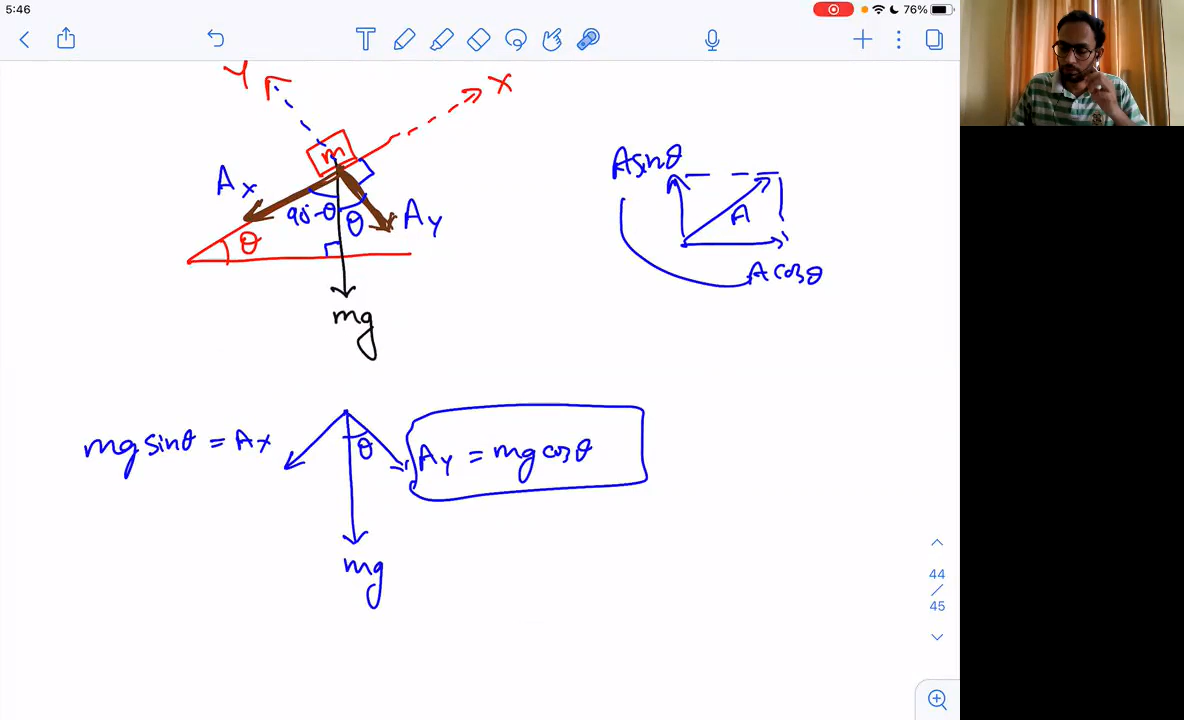 5:46
76%
T
Y
X
m
Asinθ
Ax
90-θ
θ
Ay
A
θ
Acosθ
mg
mg sinθ = Ax
θ
Ay = mg cosθ
mg
44
/
45